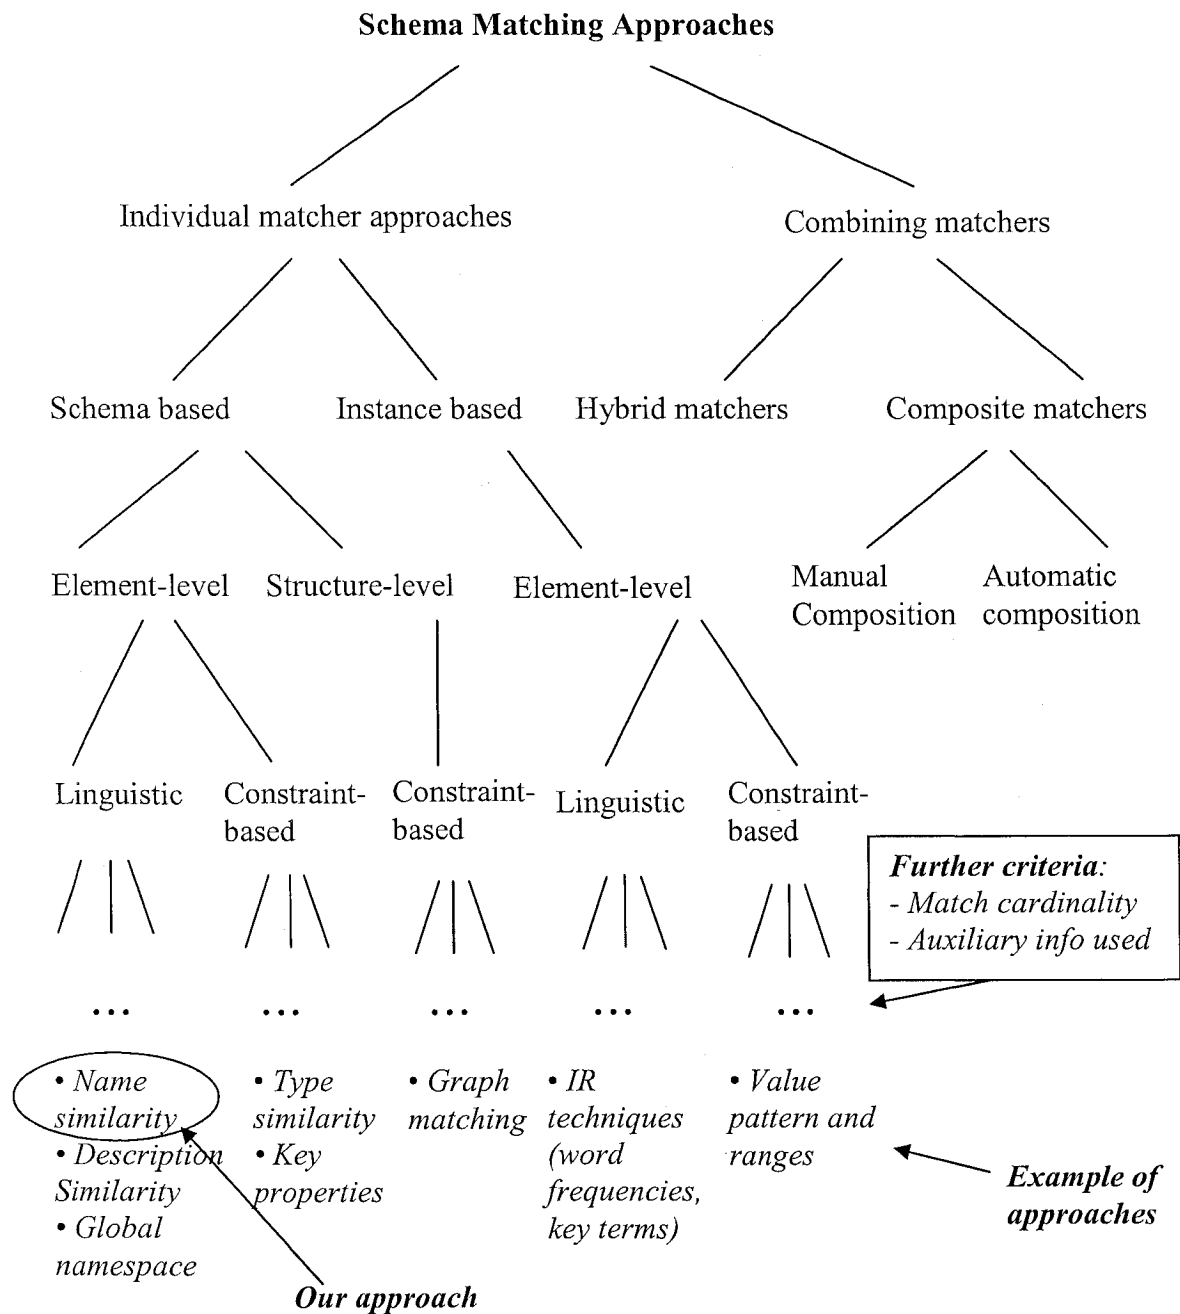 Schema Matching Approaches
Individual matcher approaches
Combining matchers
Schema based
Instance based
Hybrid matchers
Composite matchers
Element-level
Structure-level
Element-level
Manual
Composition
Automatic
composition
Linguistic
Constraint-
based
Constraint-
based
Linguistic
Constraint-
based
Further criteria:
- Match cardinality
- Auxiliary info used
...
...
...
...
...
• Name
similarity
• Description
Similarity
• Global
namespace
• Type
similarity
• Key
properties
• Graph
matching
• IR
techniques
(word
frequencies,
key terms)
• Value
pattern and
ranges
Example of
approaches
Our approach